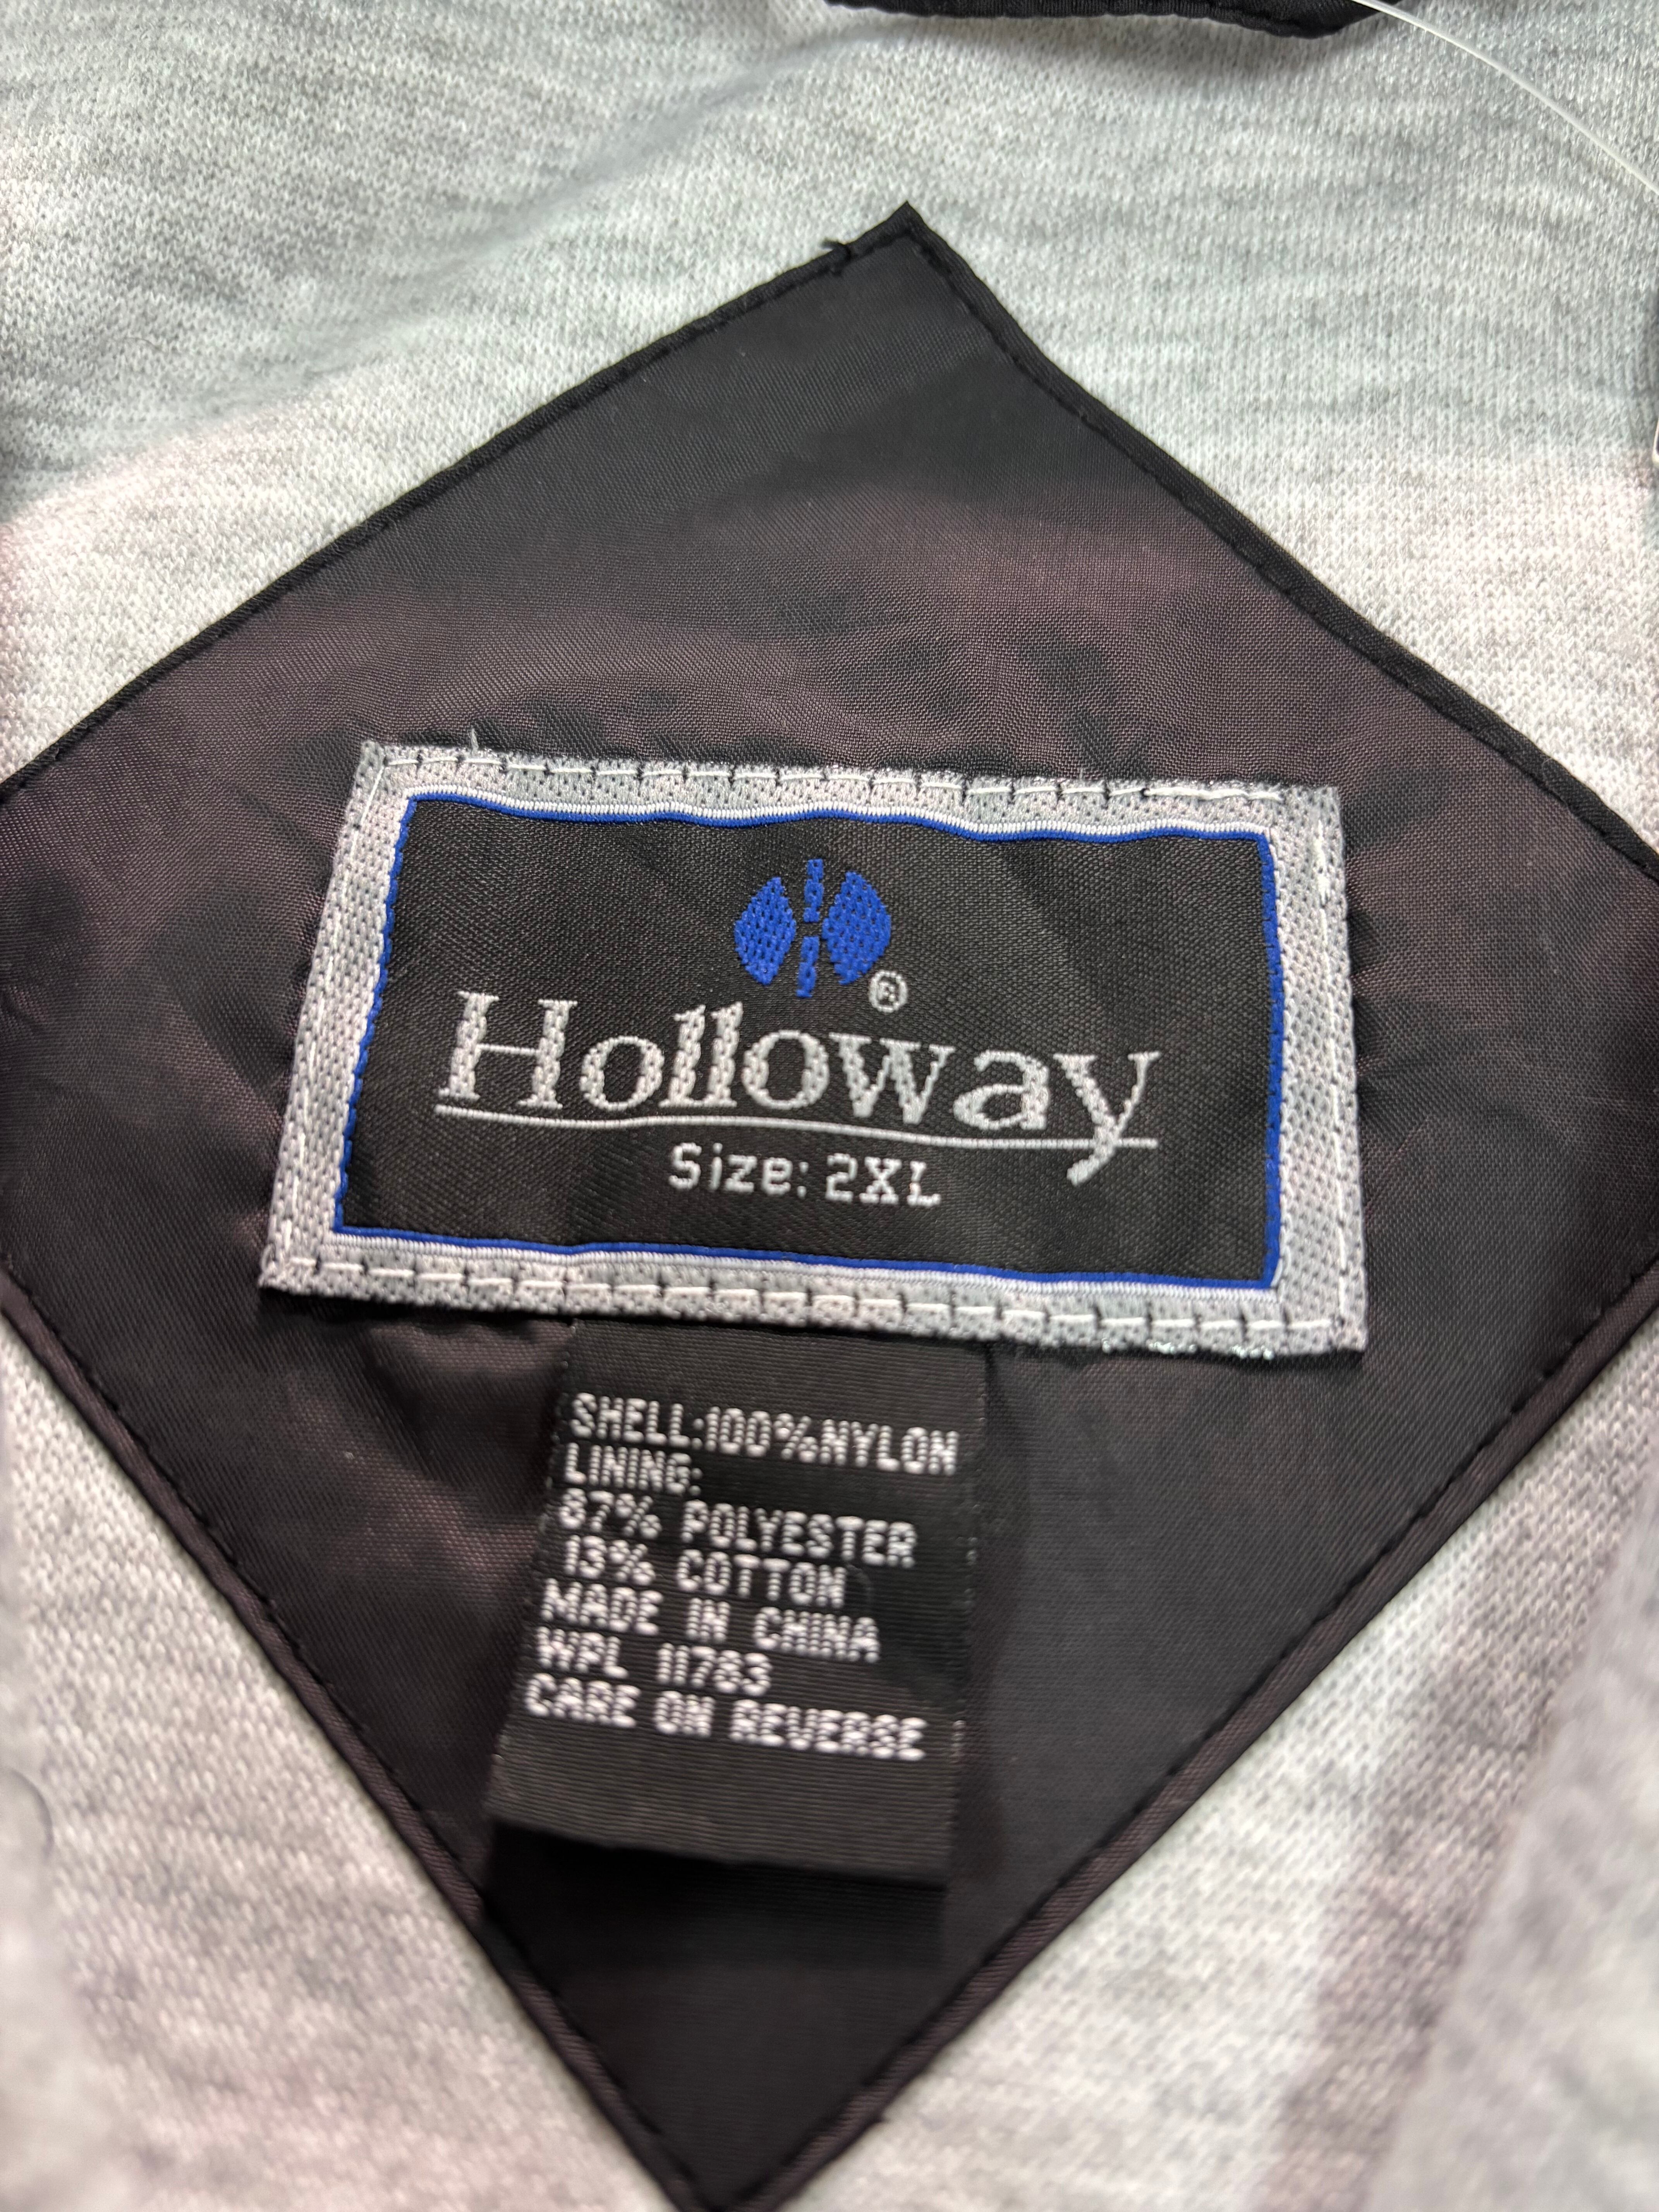 ®
Holloway
Size: 2XL
SHELL:100%NYLON
LINING:
87% POLYESTER
13% COTTON
MADE IN CHINA
WPL 11783
CARE ON REVERSE